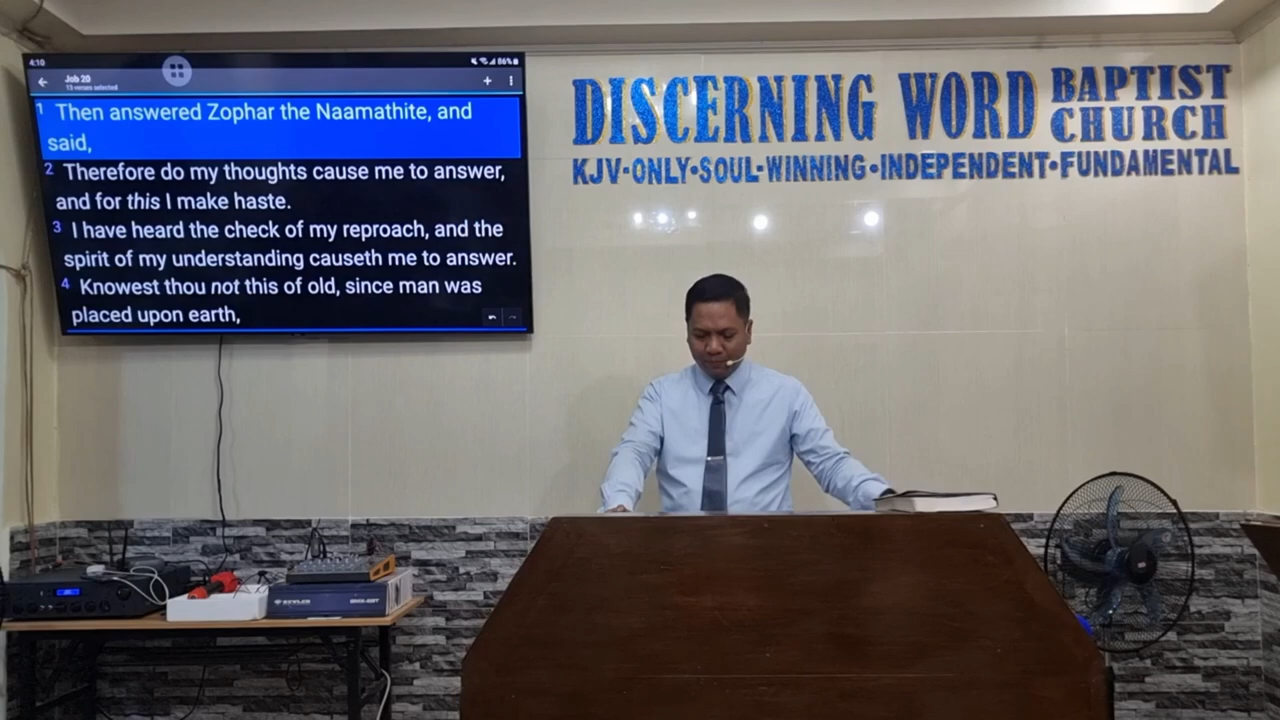 4:10
86%
Job 20
13 verses selected
1 Then answered Zophar the Naamathite, and
said,
2 Therefore do my thoughts cause me to answer,
and for this I make haste.
3 I have heard the check of my reproach, and the
spirit of my understanding causeth me to answer.
4 Knowest thou not this of old, since man was
placed upon earth,
DISCERNING WORD BAPTIST
CHURCH
KJV-ONLY•SOUL-WINNING•INDEPENDENT•FUNDAMENTAL
KEVLER